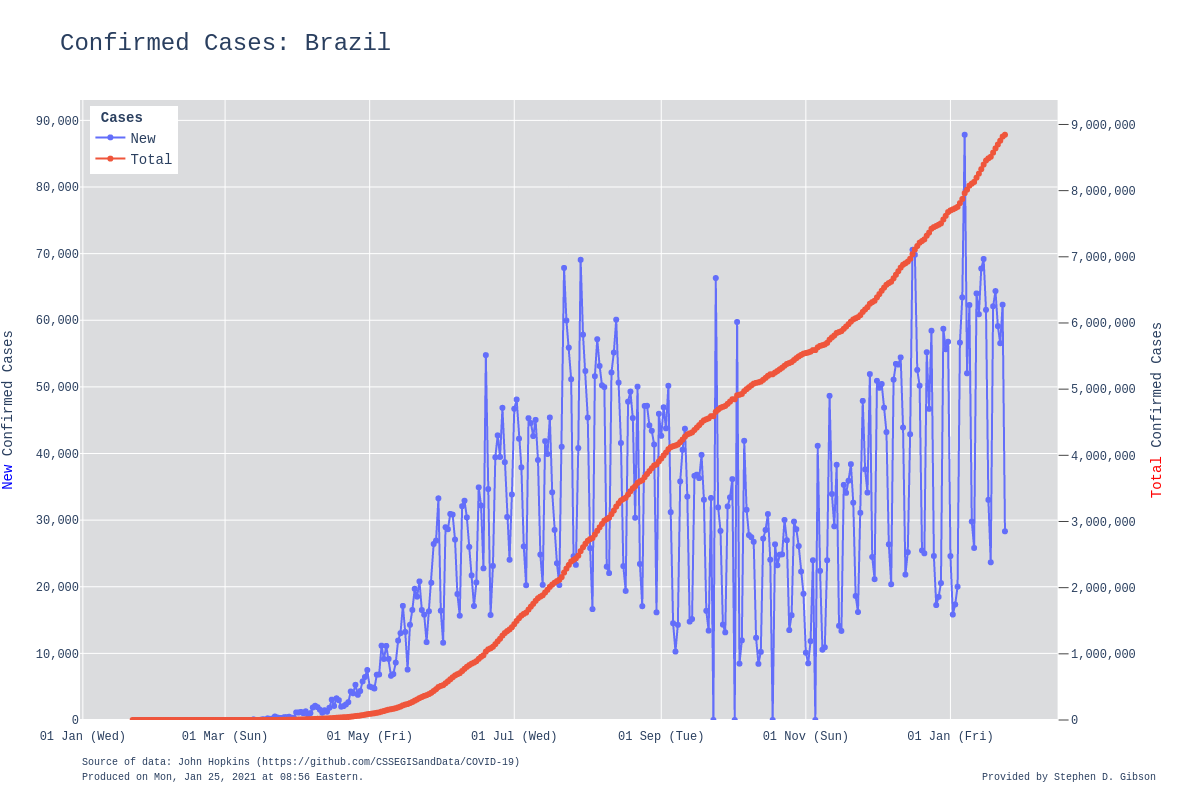 Confirmed Cases: Brazil
Cases
New
Total
90,000
80,000
70,000
60,000
50,000
40,000
30,000
20,000
10,000
0
9,000,000
8,000,000
7,000,000
6,000,000
5,000,000
4,000,000
3,000,000
2,000,000
1,000,000
0
New Confirmed Cases
Total Confirmed Cases
01 Jan (Wed)
01 Mar (Sun)
01 May (Fri)
01 Jul (Wed)
01 Sep (Tue)
01 Nov (Sun)
01 Jan (Fri)
Source of data: John Hopkins (https://github.com/CSSEGISandData/COVID-19)
Produced on Mon, Jan 25, 2021 at 08:56 Eastern.
Provided by Stephen D. Gibson